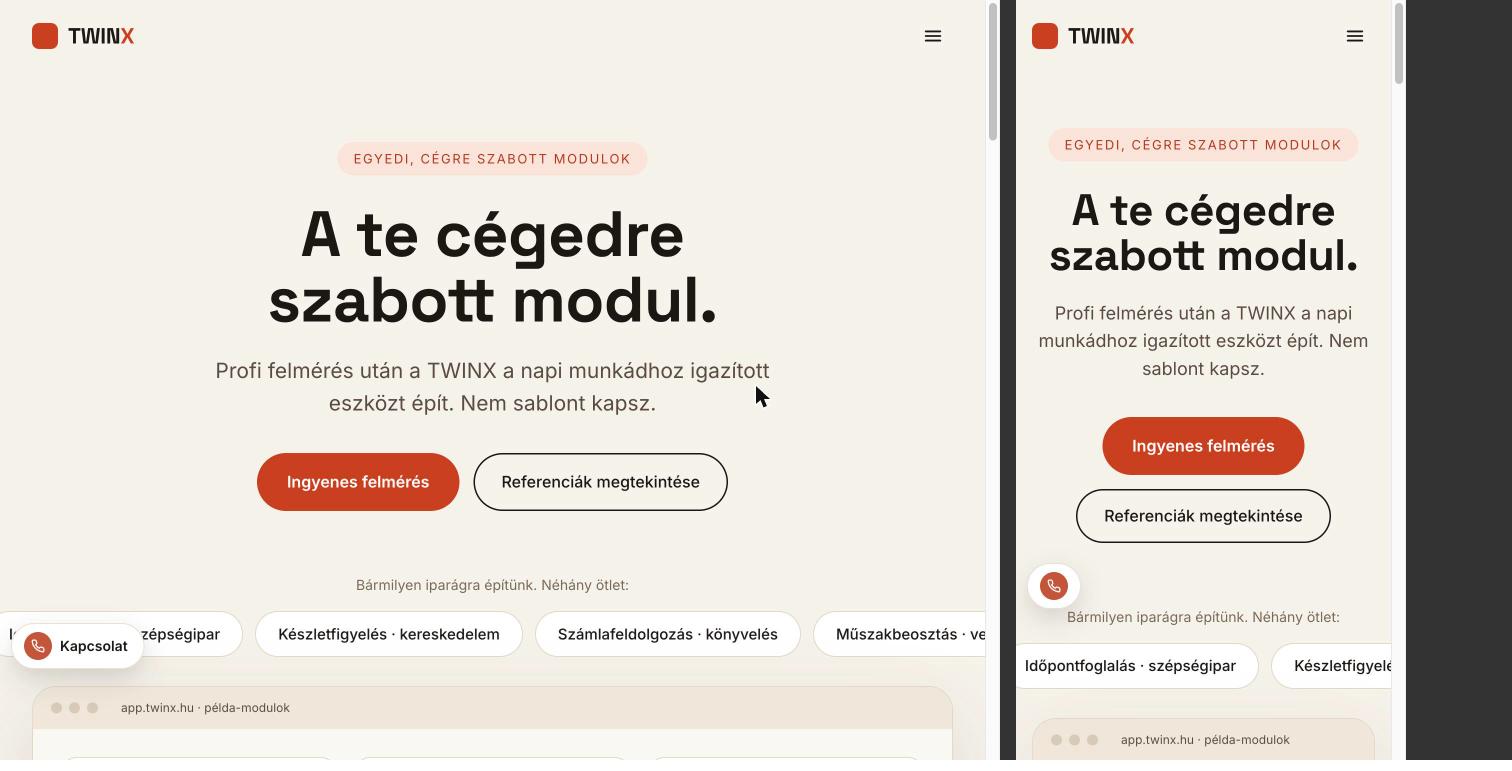 TWINX
EGYEDI, CÉGRE SZABOTT MODULOK
A te cégedre
szabott modul.
Profi felmérés után a TWINX a napi munkádhoz igazított
eszközt épít. Nem sablont kapsz.
Ingyenes felmérés
Referenciák megtekintése
Bármilyen iparágra építünk. Néhány ötlet:
szépségipar
Készletfigyelés · kereskedelem
Számlafeldolgozás · könyvelés
Műszakbeosztás ·
Kapcsolat
app.twinx.hu · példa-modulok
TWINX
EGYEDI, CÉGRE SZABOTT MODULOK
A te cégedre
szabott modul.
Profi felmérés után a TWINX a napi
munkádhoz igazított eszközt épít. Nem
sablont kapsz.
Ingyenes felmérés
Referenciák megtekintése
Bármilyen iparágra építünk. Néhány ötlet:
Időpontfoglalás · szépségipar
app.twinx.hu · példa-modulok